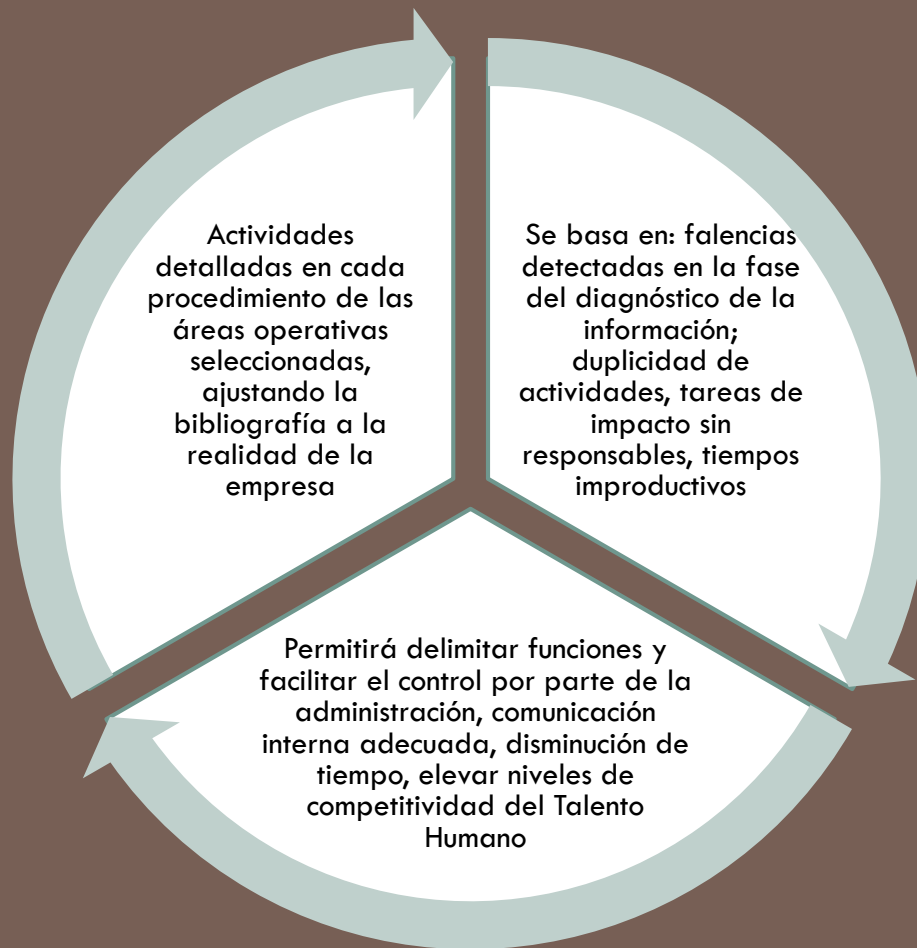 Actividades
detalladas en cada
procedimiento de las
áreas operativas
seleccionadas,
ajustando la
bibliografía a la
realidad de la
empresa
Se basa en: falencias
detectadas en la fase
del diagnóstico de la
información;
duplicidad de
actividades, tareas de
impacto sin
responsables, tiempos
improductivos
Permitirá delimitar funciones y
facilitar el control por parte de la
administración, comunicación
interna adecuada, disminución de
tiempo, elevar niveles de
competitividad del Talento
Humano